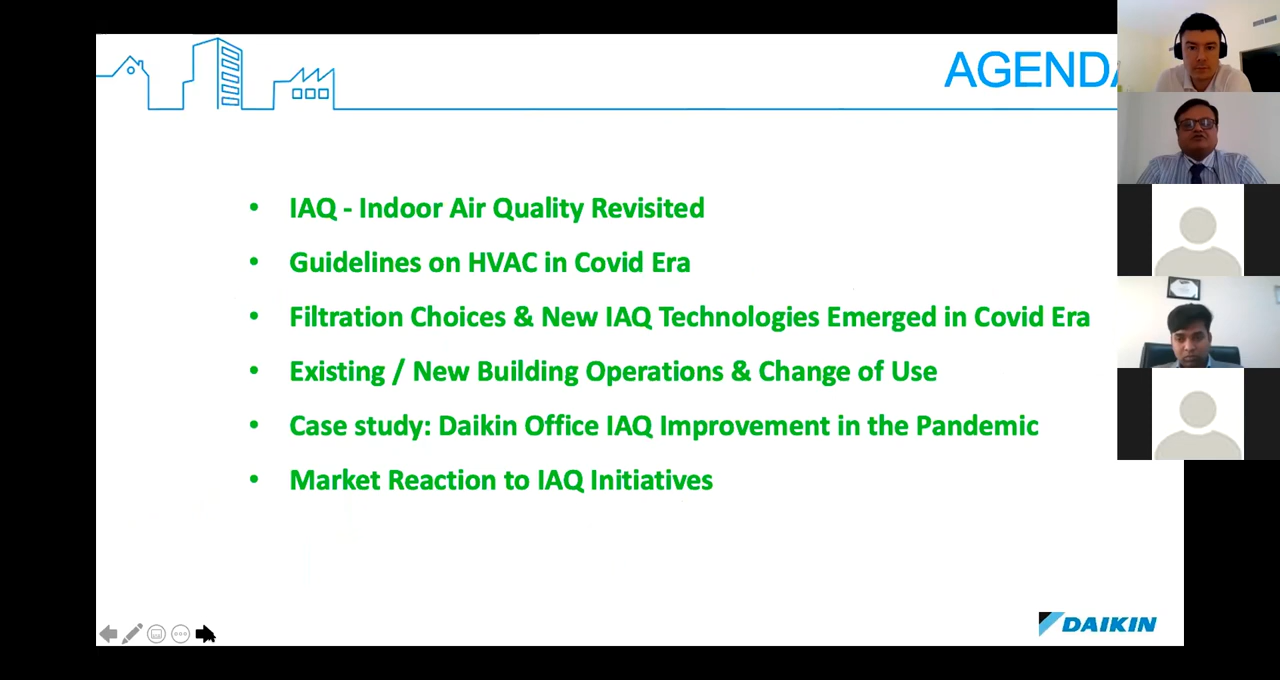 AGENDA
• IAQ - Indoor Air Quality Revisited
• Guidelines on HVAC in Covid Era
• Filtration Choices & New IAQ Technologies Emerged in Covid Era
• Existing / New Building Operations & Change of Use
• Case study: Daikin Office IAQ Improvement in the Pandemic
• Market Reaction to IAQ Initiatives
DAIKIN